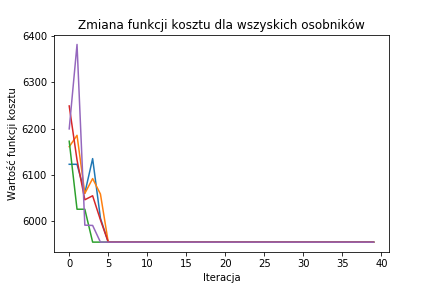 Zmiana funkcji kosztu dla wszyskich osobników
6400
6300
6200
6100
6000
Wartość funkcji kosztu
0 5 10 15 20 25 30 35 40
Iteracja